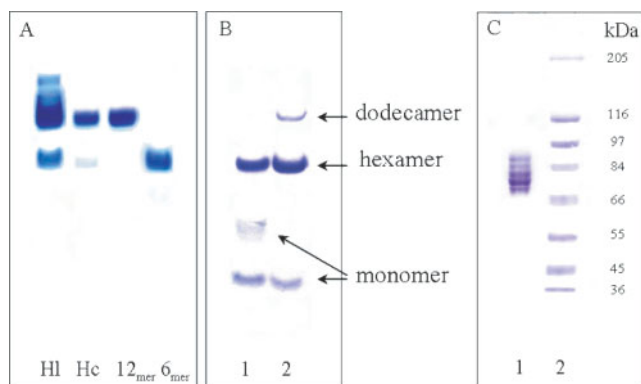 A
B
C
kDa
205
dodecamer
116
97
hexamer
84
66
55
monomer
45
36
Hl Hc 12mer 6mer
1 2
1 2